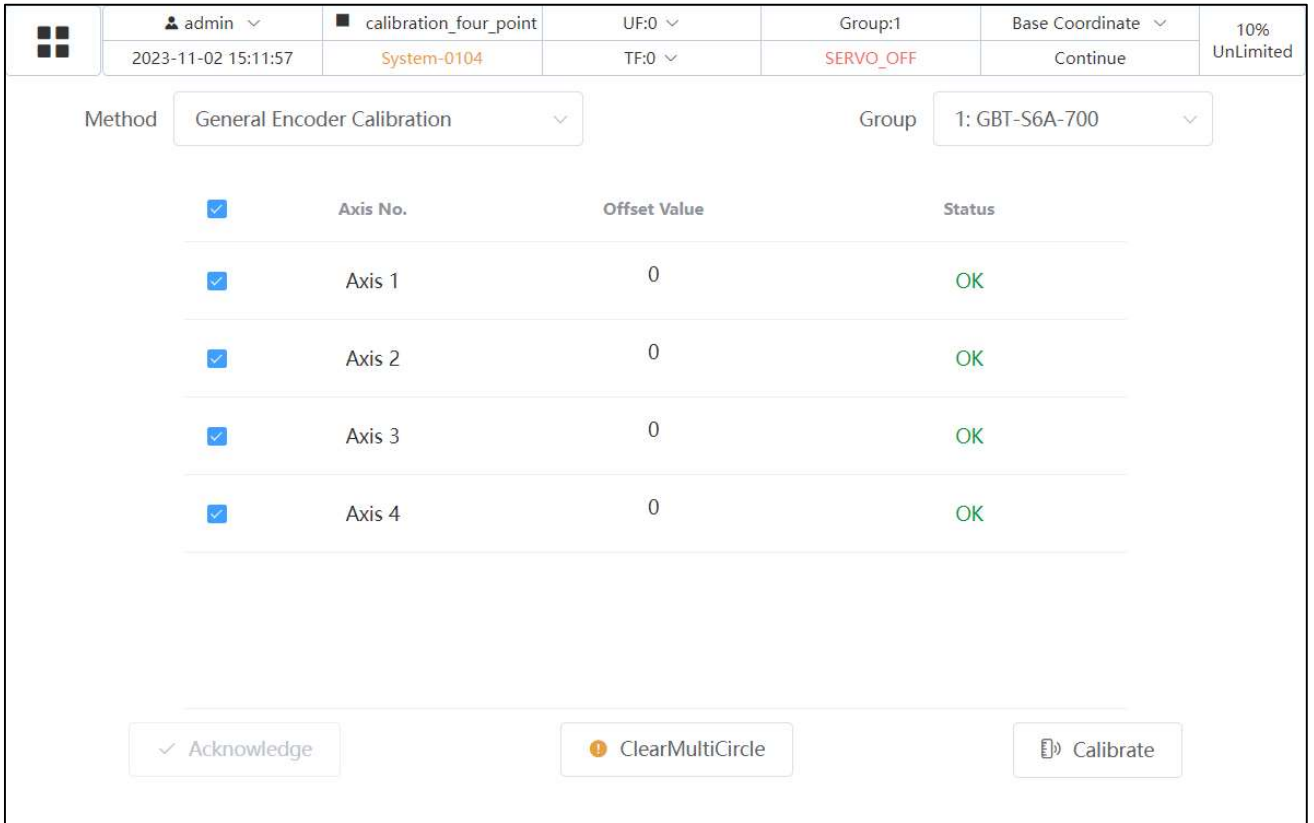 admin calibration_four_point UF:0 Group:1 Base Coordinate 10%
2023-11-02 15:11:57 System-0104 TF:0 SERVO_OFF Continue UnLimited
Method General Encoder Calibration Group 1: GBT-S6A-700
Axis No. Offset Value Status
Axis 1 0 OK
Axis 2 0 OK
Axis 3 0 OK
Axis 4 0 OK
Acknowledge ClearMultiCircle Calibrate